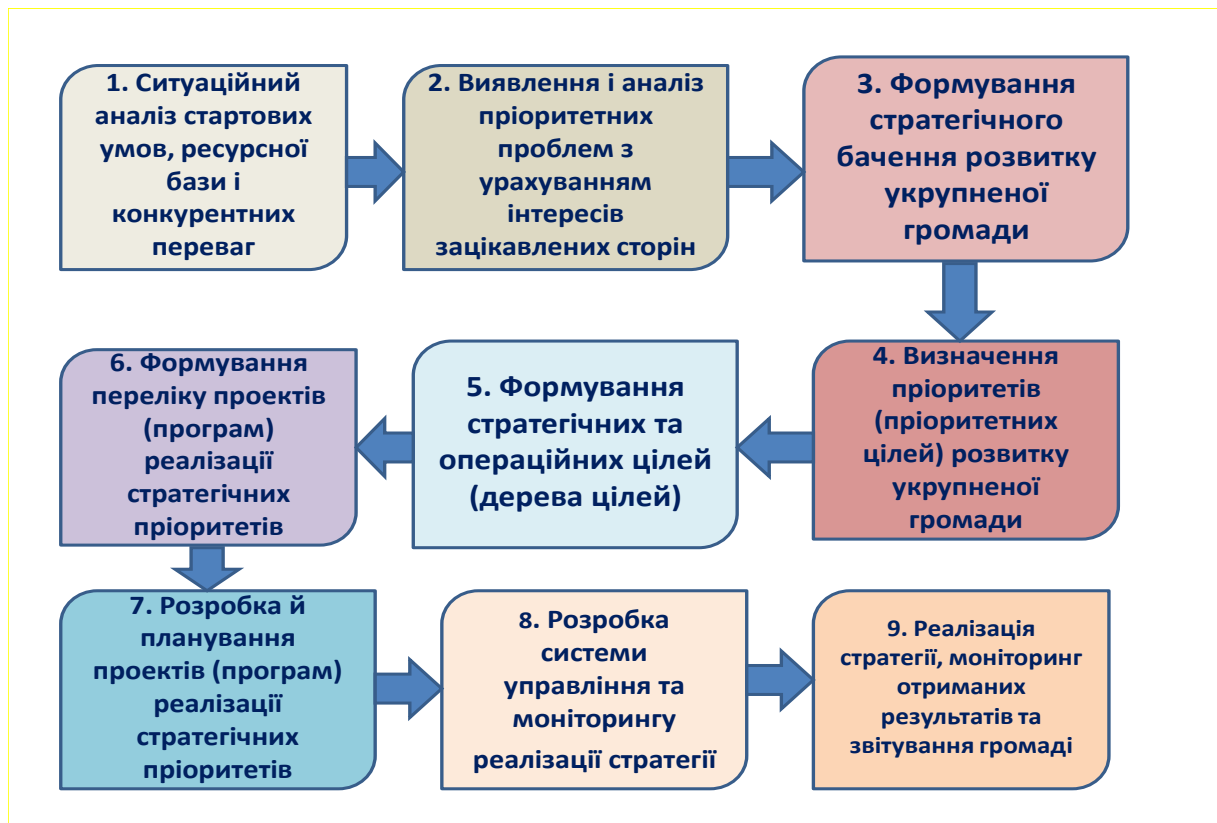 1. Ситуаційний
аналіз стартових
умов, ресурсної
бази і
конкурентних
переваг
2. Виявлення і аналіз
пріоритетних
проблем з
урахуванням
інтересів
зацікавлених сторін
3. Формування
стратегічного
бачення розвитку
укрупненої
громади
4. Визначення
пріоритетів
(пріоритетних
цілей) розвитку
укрупненої
громади
5. Формування
стратегічних та
операційних цілей
(дерева цілей)
6. Формування
переліку проектів
(програм)
реалізації
стратегічних
пріоритетів
7. Розробка й
планування
проектів (програм)
реалізації
стратегічних
пріоритетів
8. Розробка
системи
управління та
моніторингу
реалізації стратегії
9. Реалізація
стратегії, моніторинг
отриманих
результатів та
звітування громаді